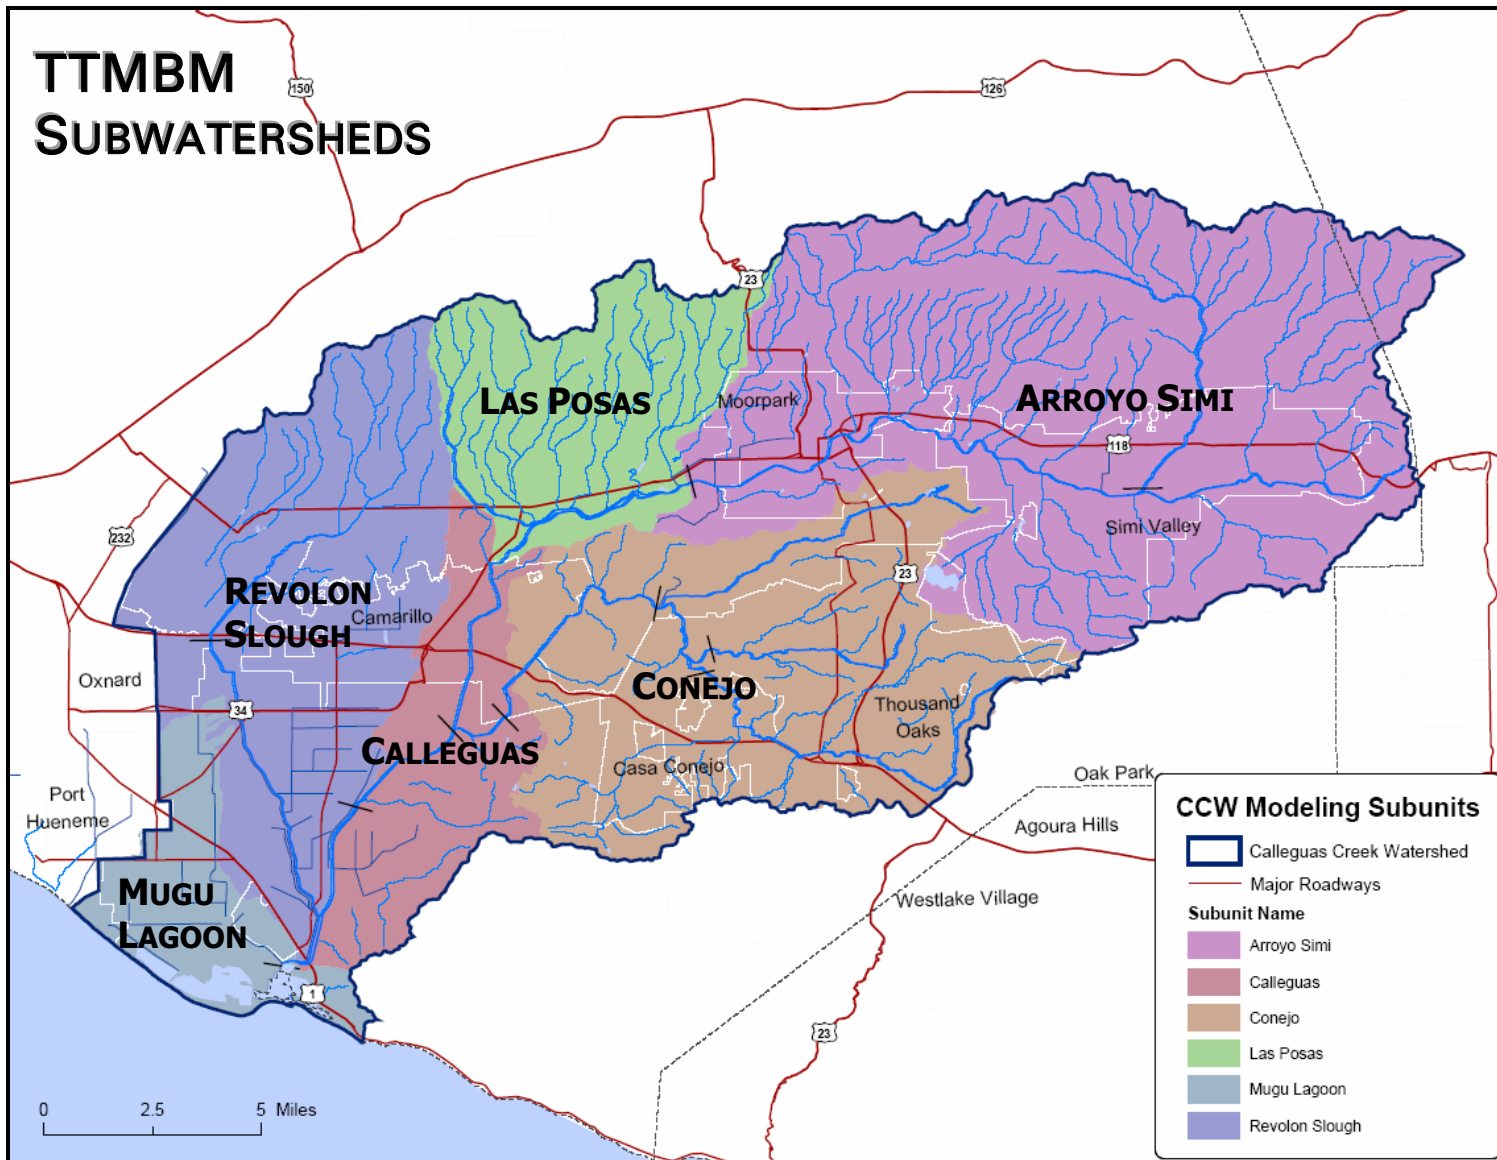 TTMBM
SUBWATERSHEDS
150
126
23
LAS POSAS
Moorpark
ARROYO SIMI
118
232
Simi Valley
23
REVOLON
SLOUGH
Camarillo
Oxnard
CONEJO
34
Thousand
Oaks
CALLEGUAS
Casa Conejo
Port
Hueneme
Oak Park
Agoura Hills
MUGU
LAGOON
Westlake Village
1
23
0 2.5 5 Miles
CCW Modeling Subunits
Calleguas Creek Watershed
Major Roadways
Subunit Name
Arroyo Simi
Calleguas
Conejo
Las Posas
Mugu Lagoon
Revolon Slough